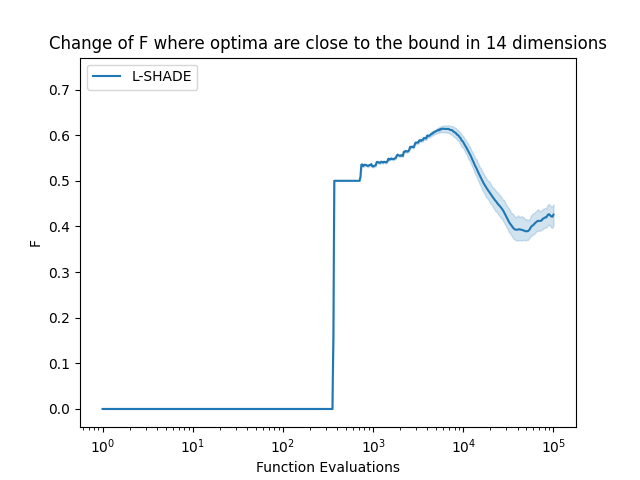 Change of F where optima are close to the bound in 14 dimensions
L-SHADE
0.7
0.6
0.5
0.4
0.3
0.2
0.1
0.0
F
10⁰ 10¹ 10² 10³ 10⁴ 10⁵
Function Evaluations